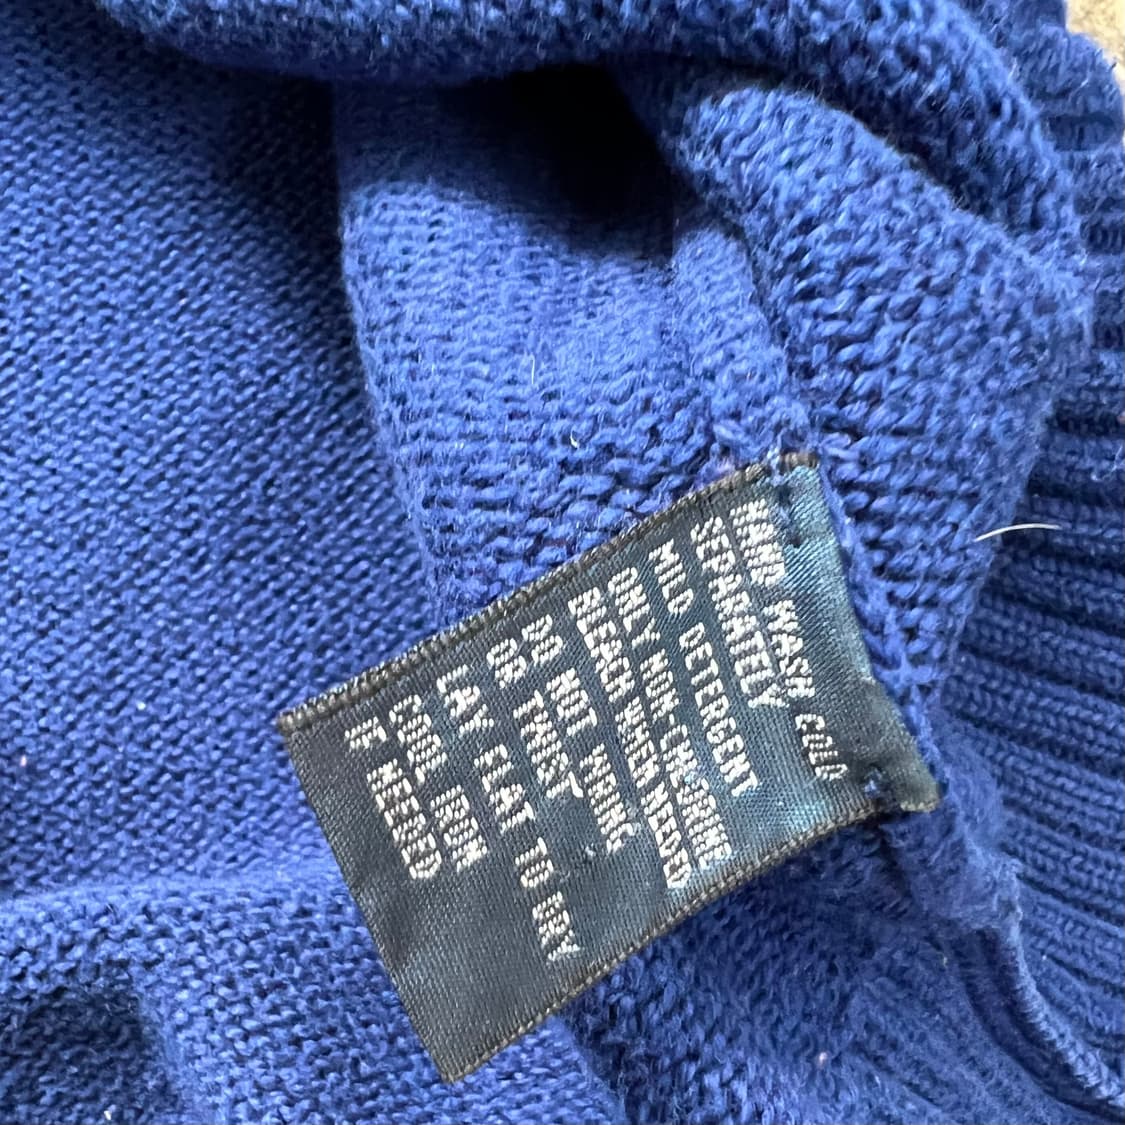 HAND WASH COLD
SEPARATELY
MILD DETERGENT
ONLY NON-CHLORINE
BLEACH WHEN NEEDED
DO NOT WRING
OR TWIST
LAY FLAT TO DRY
COOL IRON
IF NEEDED